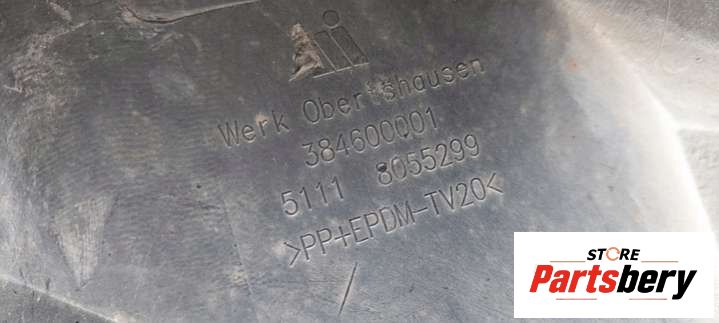 Werk Obertshausen
384600001
5111 8055299
>PP+EPDM-TV20<
STORE
Partsbery